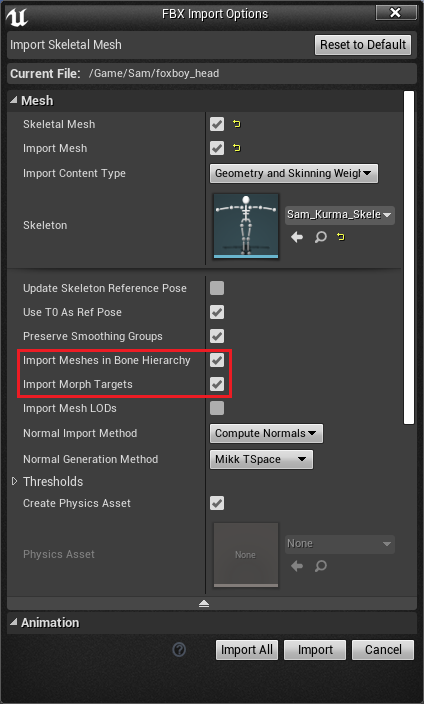 FBX Import Options
Import Skeletal Mesh
Reset to Default
Current File: /Game/Sam/foxboy_head
Mesh
Skeletal Mesh
Import Mesh
Import Content Type Geometry and Skinning Weigh
Skeleton Sam_Kurma_Skele
Update Skeleton Reference Pose
Use T0 As Ref Pose
Preserve Smoothing Groups
Import Meshes in Bone Hierarchy
Import Morph Targets
Import Mesh LODs
Normal Import Method Compute Normals
Normal Generation Method Mikk TSpace
Thresholds
Create Physics Asset
Physics Asset None None
Animation
? Import All Import Cancel